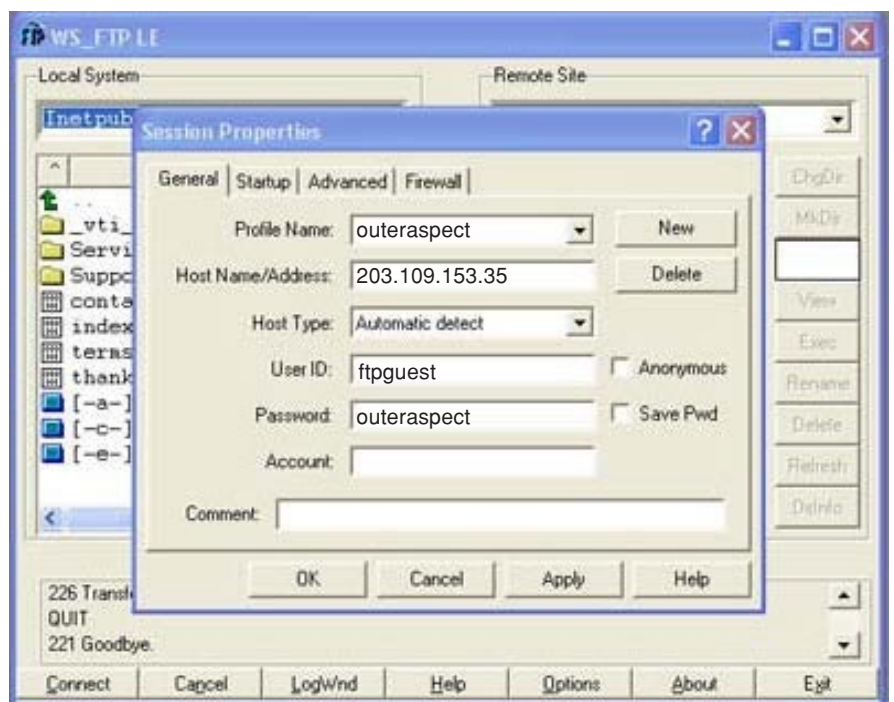 WS_FTP LE
Local System
Remote Site
Inetpub
Session Properties
General Startup Advanced Firewall
Profile Name: outeraspect New
Host Name/Address: 203.109.153.35 Delete
Host Type: Automatic detect
User ID: ftpguest Anonymous
Password: outeraspect Save Pwd
Account:
Comment:
OK Cancel Apply Help
..
_vti_
Servi
Suppo
conta
index
terms
thank
[-a-]
[-c-]
[-e-]
ChgDir
MkDir
View
Exec
Rename
Delete
Refresh
DirInfo
226 Transf
QUIT
221 Goodbye.
Connect Cancel LogWnd Help Options About Exit